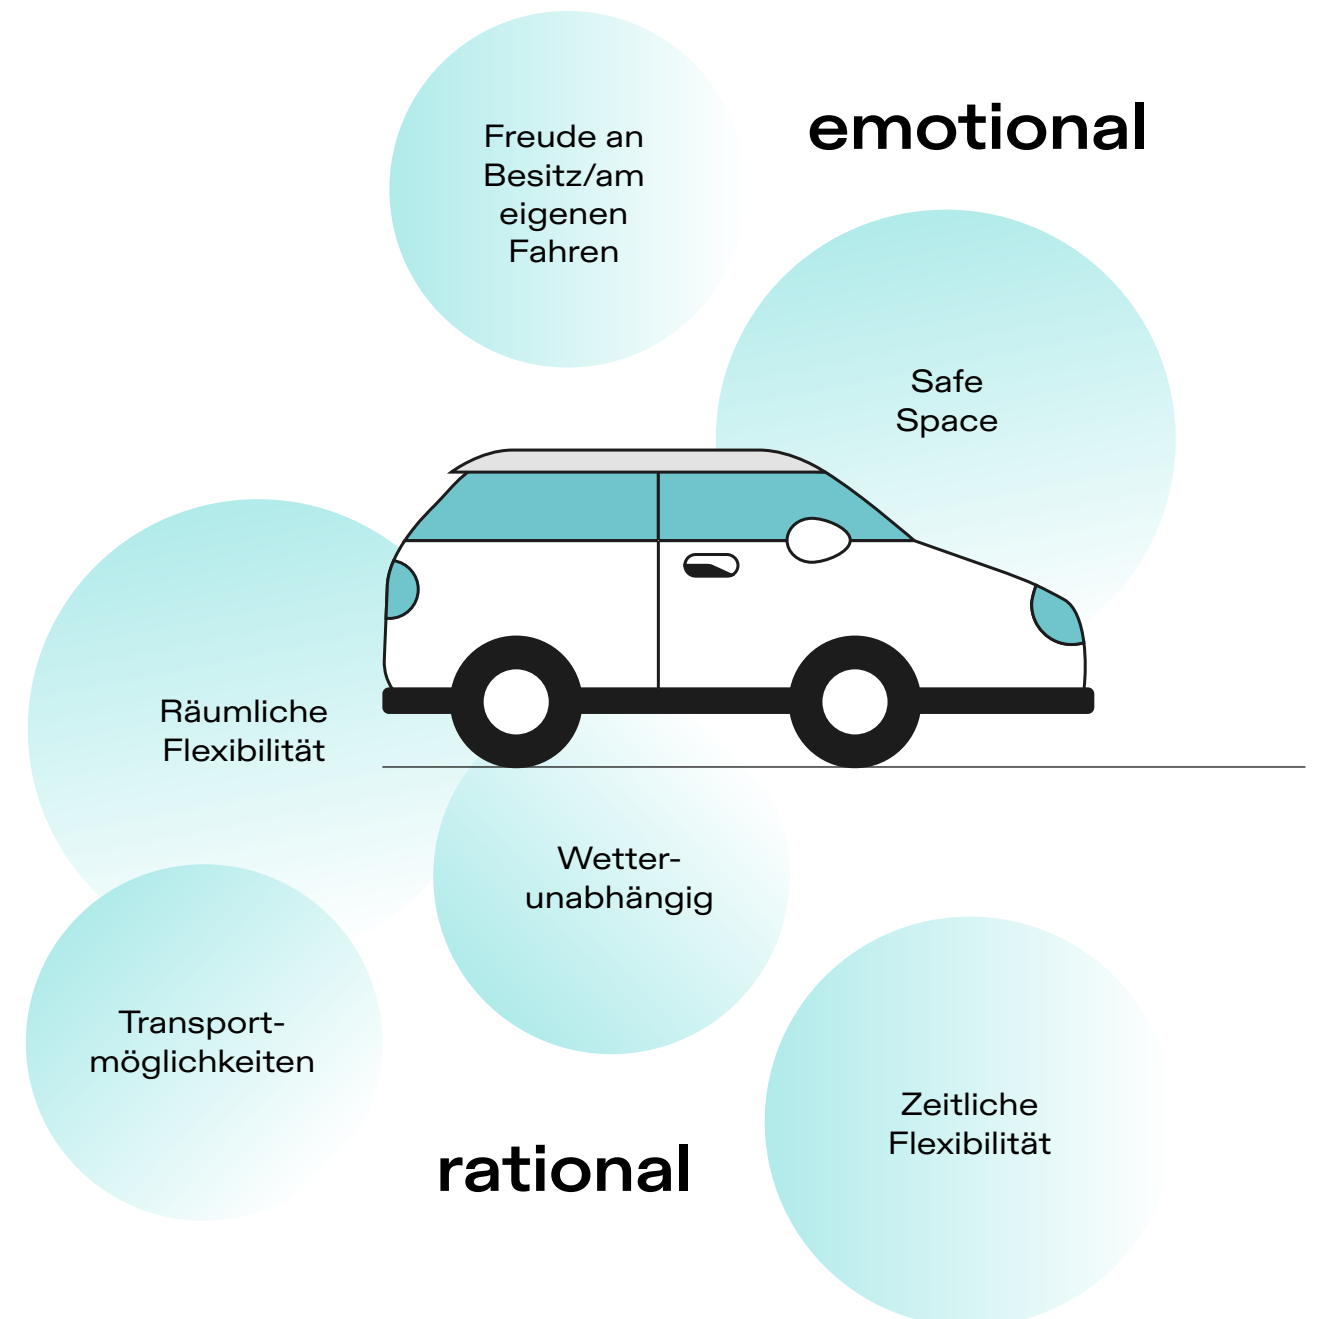 Freude an
Besitz/am
eigenen
Fahren
emotional
Safe
Space
Räumliche
Flexibilität
Wetter-
unabhängig
Transport-
möglichkeiten
Zeitliche
Flexibilität
rational